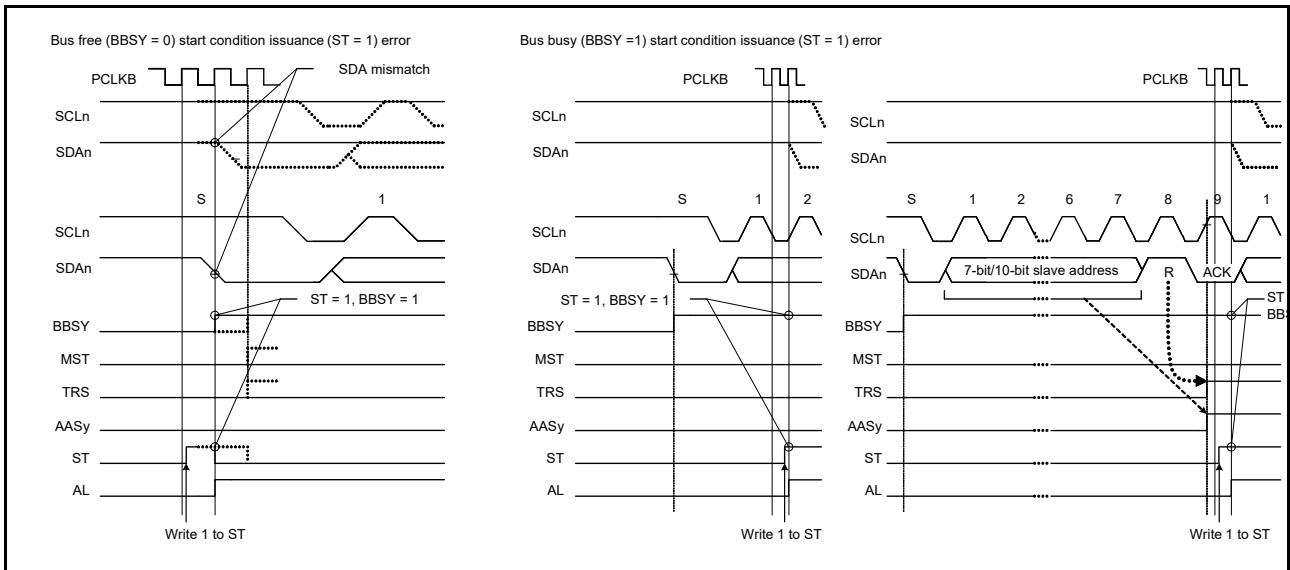 Bus free (BBSY = 0) start condition issuance (ST = 1) error
PCLKB
SDA mismatch
SCLn
SDAn
S 1
SCLn
SDAn
ST = 1, BBSY = 1
BBSY
MST
TRS
AASy
ST
AL
Write 1 to ST
Bus busy (BBSY =1) start condition issuance (ST = 1) error
PCLKB
SCLn
SDAn
S 1 2
SCLn
SDAn
ST = 1, BBSY = 1
BBSY
MST
TRS
AASy
ST
AL
Write 1 to ST
PCLKB
SCLn
SDAn
S 1 2 6 7 8 9 1
SCLn
SDAn 7-bit/10-bit slave address R ACK
ST
BBS
BBSY
MST
TRS
AASy
ST
AL
Write 1 to ST